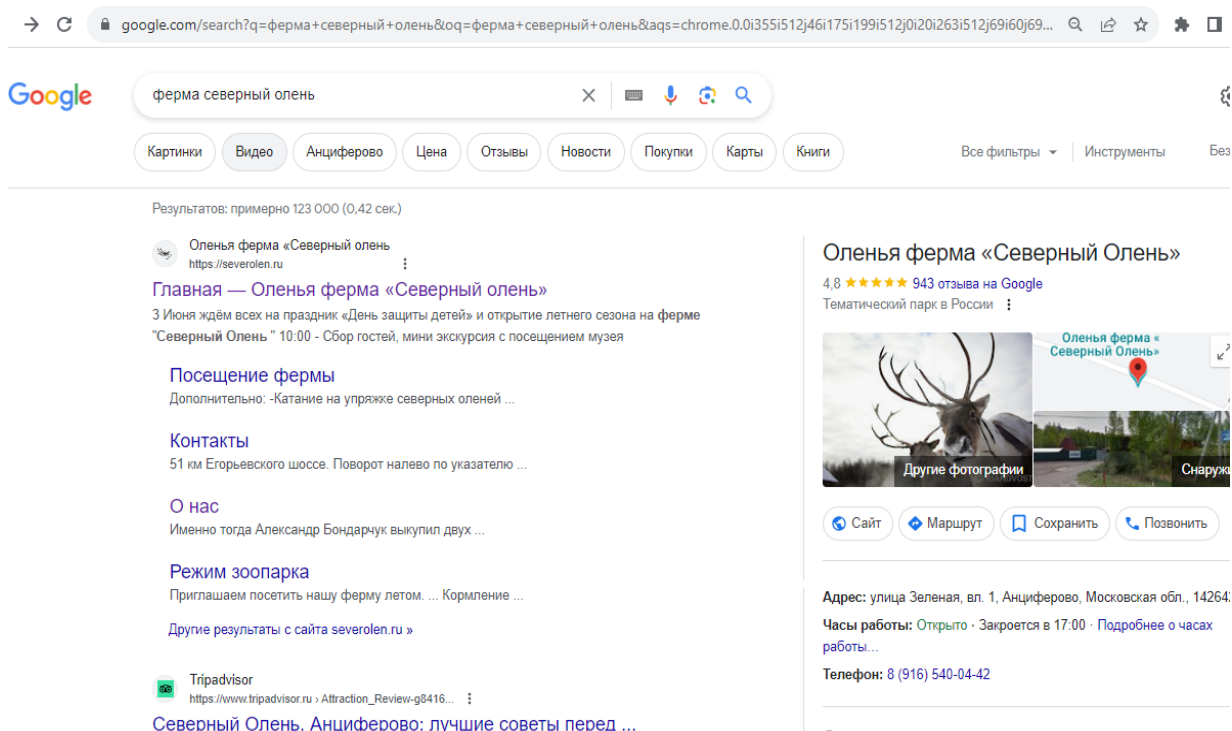 google.com/search?q=ферма+северный+олень&oq=ферма+северный+олень&aqs=chrome.0.0i355i512j46i175i199i512j0i20i263i512j69i60j69...
Google
ферма северный олень
Картинки
Видео
Анциферово
Цена
Отзывы
Новости
Покупки
Карты
Книги
Все фильтры
Инструменты
Без
Результатов: примерно 123 000 (0,42 сек.)
Оленья ферма «Северный олень
https://severolen.ru
Главная — Оленья ферма «Северный олень»
3 Июня ждём всех на праздник «День защиты детей» и открытие летнего сезона на ферме
"Северный Олень " 10:00 - Сбор гостей, мини экскурсия с посещением музея
Посещение фермы
Дополнительно: -Катание на упряжке северных оленей ...
Контакты
51 км Егорьевского шоссе. Поворот налево по указателю ...
О нас
Именно тогда Александр Бондарчук выкупил двух ...
Режим зоопарка
Приглашаем посетить нашу ферму летом. ... Кормление ...
Другие результаты с сайта severolen.ru »
Tripadvisor
https://www.tripadvisor.ru › Attraction_Review-g8416...
Северный Олень, Анциферово: лучшие советы перед ...
Оленья ферма «Северный Олень»
4,8 943 отзыва на Google
Тематический парк в России
Оленья ферма «
Северный Олень»
Другие фотографии
Снаружи
Сайт
Маршрут
Сохранить
Позвонить
Адрес: улица Зеленая, вл. 1, Анциферово, Московская обл., 14264
Часы работы: Открыто · Закроется в 17:00 · Подробнее о часах
работы...
Телефон: 8 (916) 540-04-42